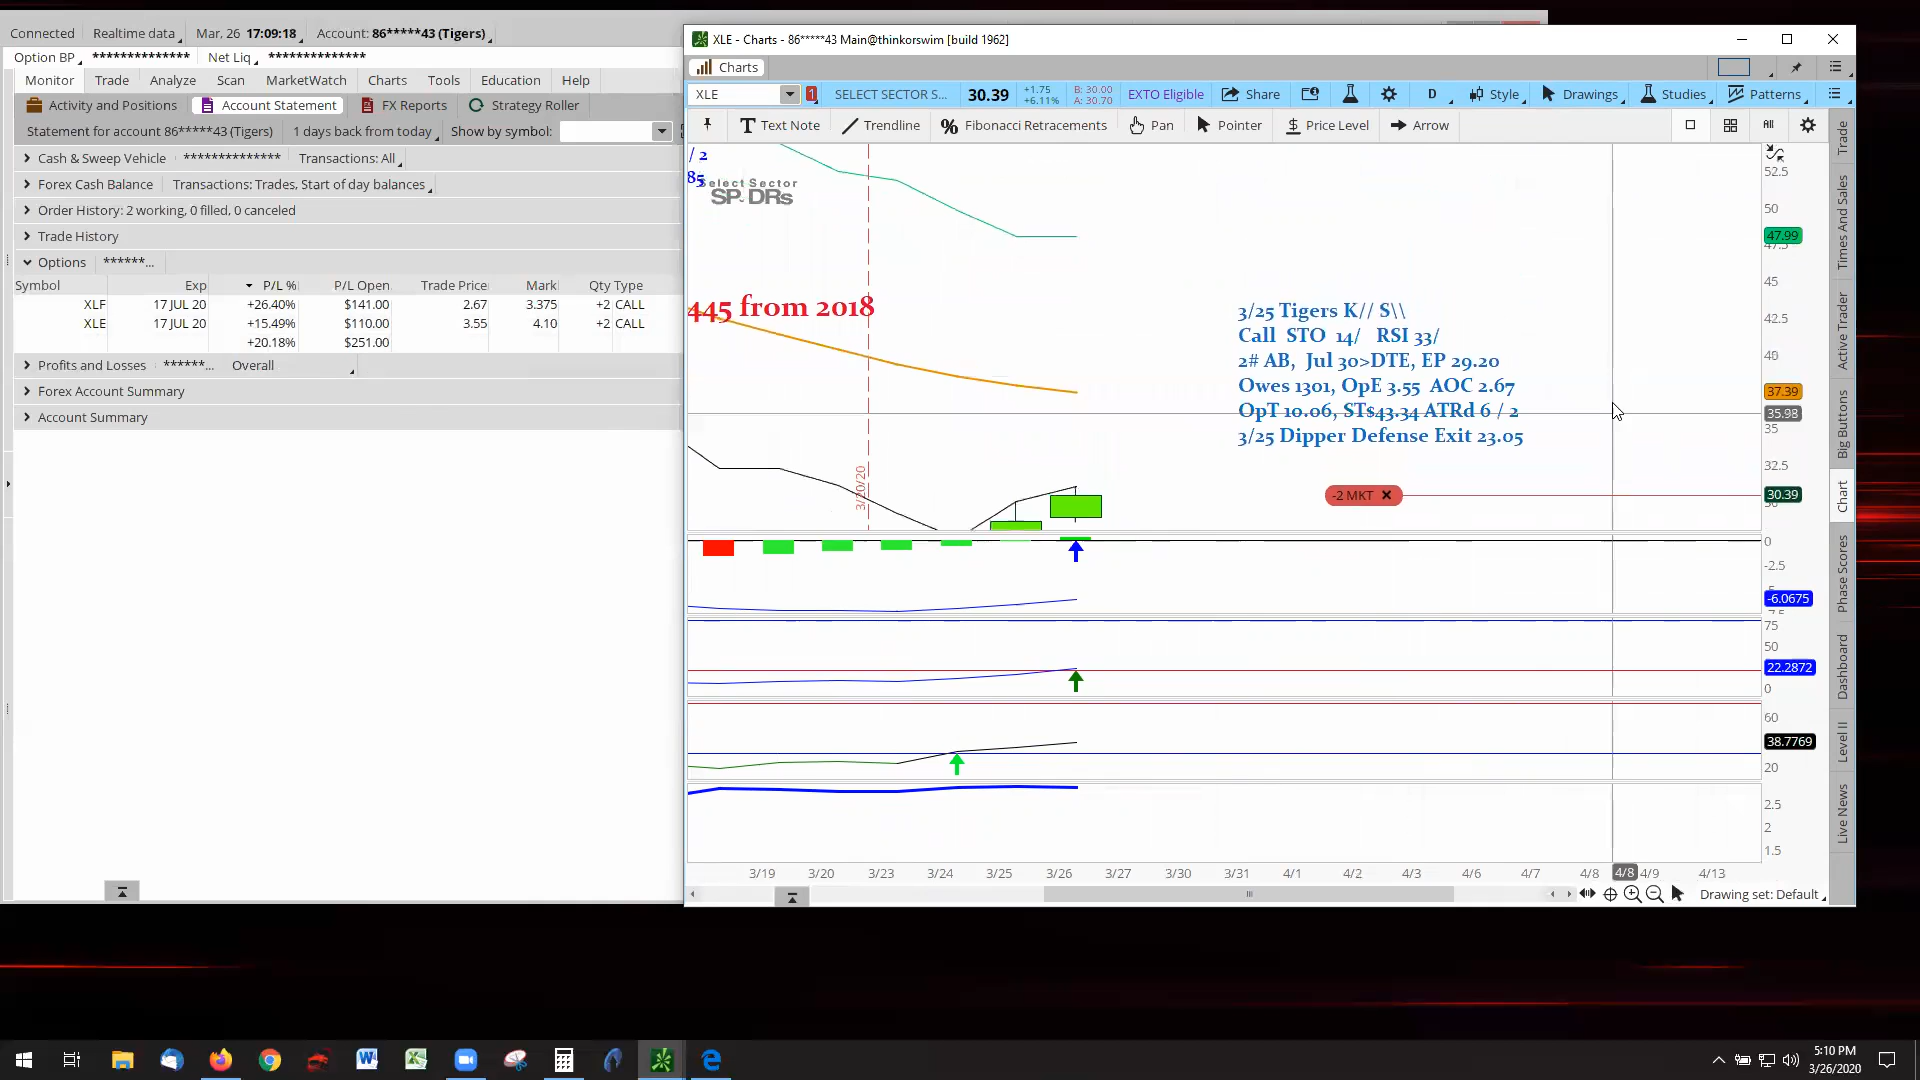 Connected Realtime data Mar, 26 17:09:18 Account: 86*****43 (Tigers)
Option BP ************** Net Liq **************
Monitor Trade Analyze Scan MarketWatch Charts Tools Education Help
Activity and Positions Account Statement FX Reports Strategy Roller
Statement for account 86*****43 (Tigers) 1 days back from today Show by symbol:
Cash & Sweep Vehicle ************** Transactions: All
Forex Cash Balance Transactions: Trades, Start of day balances
Order History: 2 working, 0 filled, 0 canceled
Trade History
Options ******...
Symbol Exp P/L % P/L Open Trade Price Mark Qty Type
XLF 17 JUL 20 +26.40% $141.00 2.67 3.375 +2 CALL
XLE 17 JUL 20 +15.49% $110.00 3.55 4.10 +2 CALL
+20.18% $251.00
Profits and Losses ******... Overall
Forex Account Summary
Account Summary
XLE - Charts - 86*****43 Main@thinkorswim [build 1962]
Charts
XLE 1 SELECT SECTOR S... 30.39 +1.75 +6.11% B: 30.00 A: 30.70 EXTO Eligible Share D Style Drawings Studies Patterns
Text Note Trendline Fibonacci Retracements Pan Pointer Price Level Arrow All
/ 2
85
Select Sector
SPDRs
445 from 2018
3/20/20
3/25 Tigers K// S\\
Call STO 14/ RSI 33/
2# AB, Jul 30>DTE, EP 29.20
Owes 1301, OpE 3.55 AOC 2.67
OpT 10.06, ST$43.34 ATRd 6 / 2
3/25 Dipper Defense Exit 23.05
-2 MKT
52.5
50
47.99
45
42.5
40
37.39
35.98
35
32.5
30.39
0
-2.5
-6.0675
75
50
22.2872
0
60
38.7769
20
2.5
2
1.5
3/19 3/20 3/23 3/24 3/25 3/26 3/27 3/30 3/31 4/1 4/2 4/3 4/6 4/7 4/8 4/8 4/9 4/13
Drawing set: Default
Trade
Times And Sales
Active Trader
Big Buttons
Chart
Phase Scores
Dashboard
Level II
Live News
5:10 PM
3/26/2020